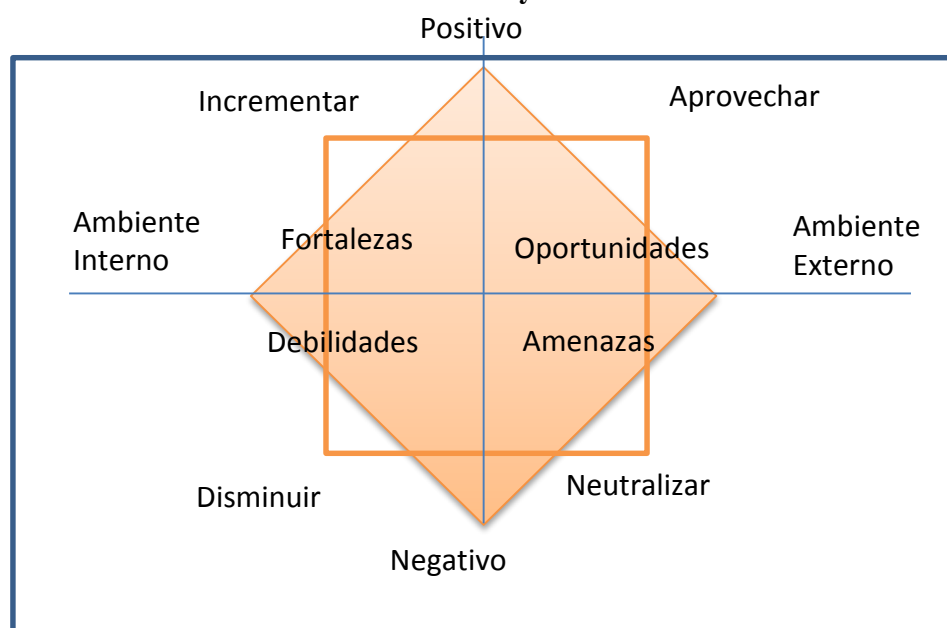 Positivo
Incrementar
Aprovechar
Ambiente
Interno
Fortalezas
Oportunidades
Ambiente
Externo
Debilidades
Amenazas
Disminuir
Neutralizar
Negativo